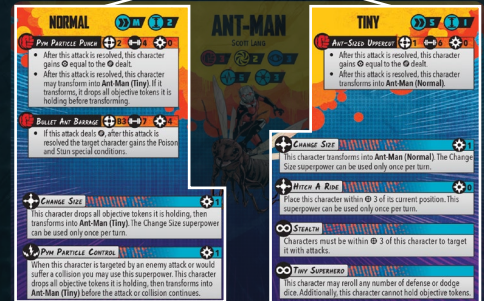 NORMAL
M 2
PYM PARTICLE PUNCH 2 4 0
• After this attack is resolved, this character
gains equal to the dealt.
• After this attack is resolved, this character
may transform into Ant-Man (Tiny). If it
transforms, it drops all objective tokens it is
holding before transforming.
BULLET ANT BARRAGE B3 7 4
• If this attack deals , after this attack is
resolved the target character gains the Poison
and Stun special conditions.
CHANGE SIZE 1
This character drops all objective tokens it is holding, then
transforms into Ant-Man (Tiny). The Change Size superpower
can be used only once per turn.
PYM PARTICLE CONTROL 1
When this character is targeted by an enemy attack or would
suffer a collision you may use this superpower. This character
drops all objective tokens it is holding, then transforms into
Ant-Man (Tiny) before the attack or collision continues.
ANT-MAN
SCOTT LANG
TINY
S 1
ANT-SIZED UPPERCUT 1 6 0
• After this attack is resolved, this character
gains equal to the dealt.
• After this attack is resolved, this character
transforms into Ant-Man (Normal).
CHANGE SIZE 1
This character transforms into Ant-Man (Normal). The Change
Size superpower can be used only once per turn.
HITCH A RIDE 0
Place this character within 3 of its current position. This
superpower can be used only once per turn.
STEALTH
Characters must be within 3 of this character to target
it with attacks.
TINY SUPERHERO
This character may reroll any number of defense or dodge
dice. Additionally, this character cannot hold objective tokens.